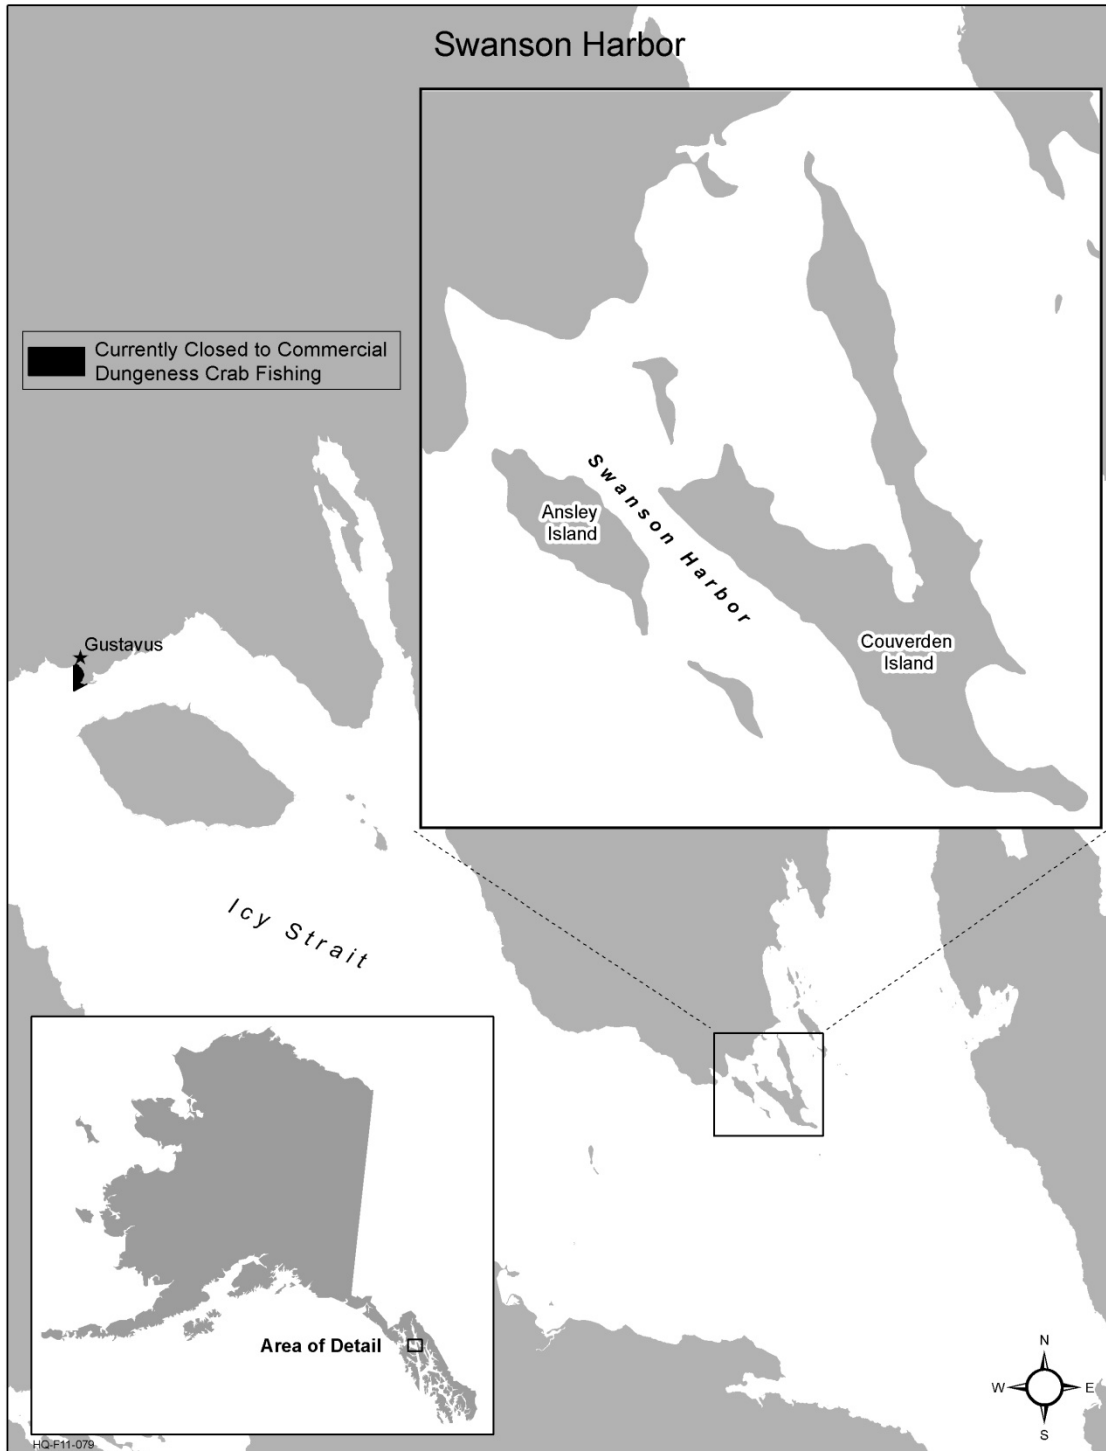 Swanson Harbor
Currently Closed to Commercial
Dungeness Crab Fishing
Swanson Harbor
Ansley
Island
Couverden
Island
Gustavus
Icy Strait
Area of Detail
N
W
E
S
HQ-F11-079